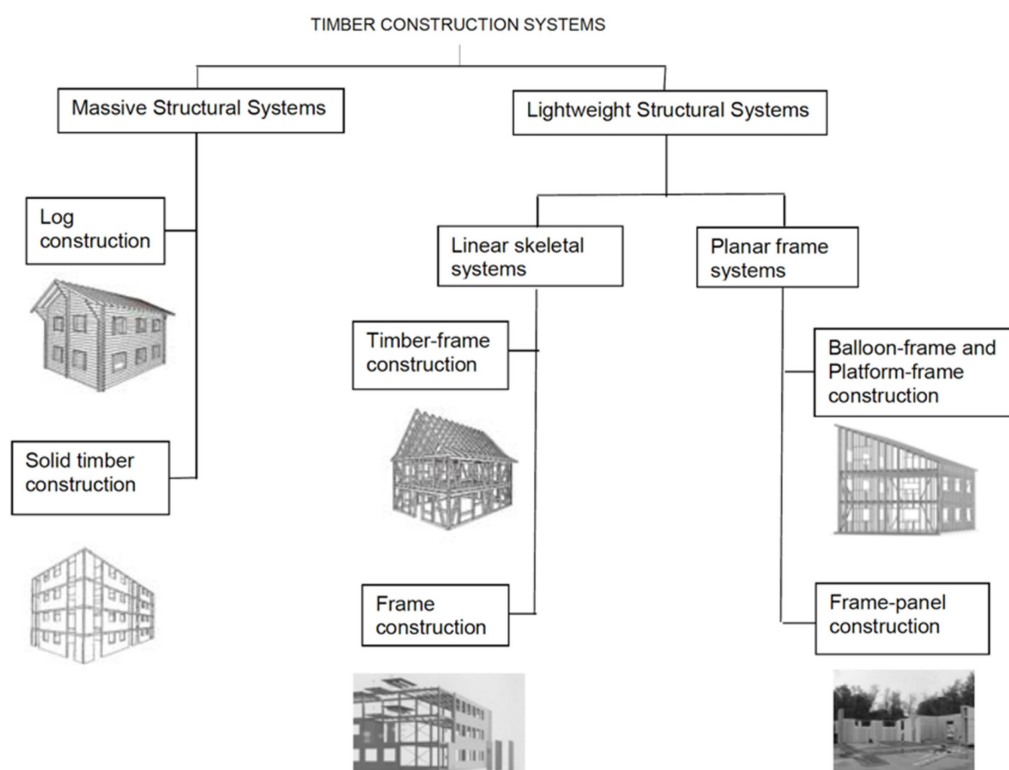 TIMBER CONSTRUCTION SYSTEMS
Massive Structural Systems
Lightweight Structural Systems
Log
construction
Linear skeletal
systems
Planar frame
systems
Timber-frame
construction
Balloon-frame and
Platform-frame
construction
Solid timber
construction
Frame
construction
Frame-panel
construction